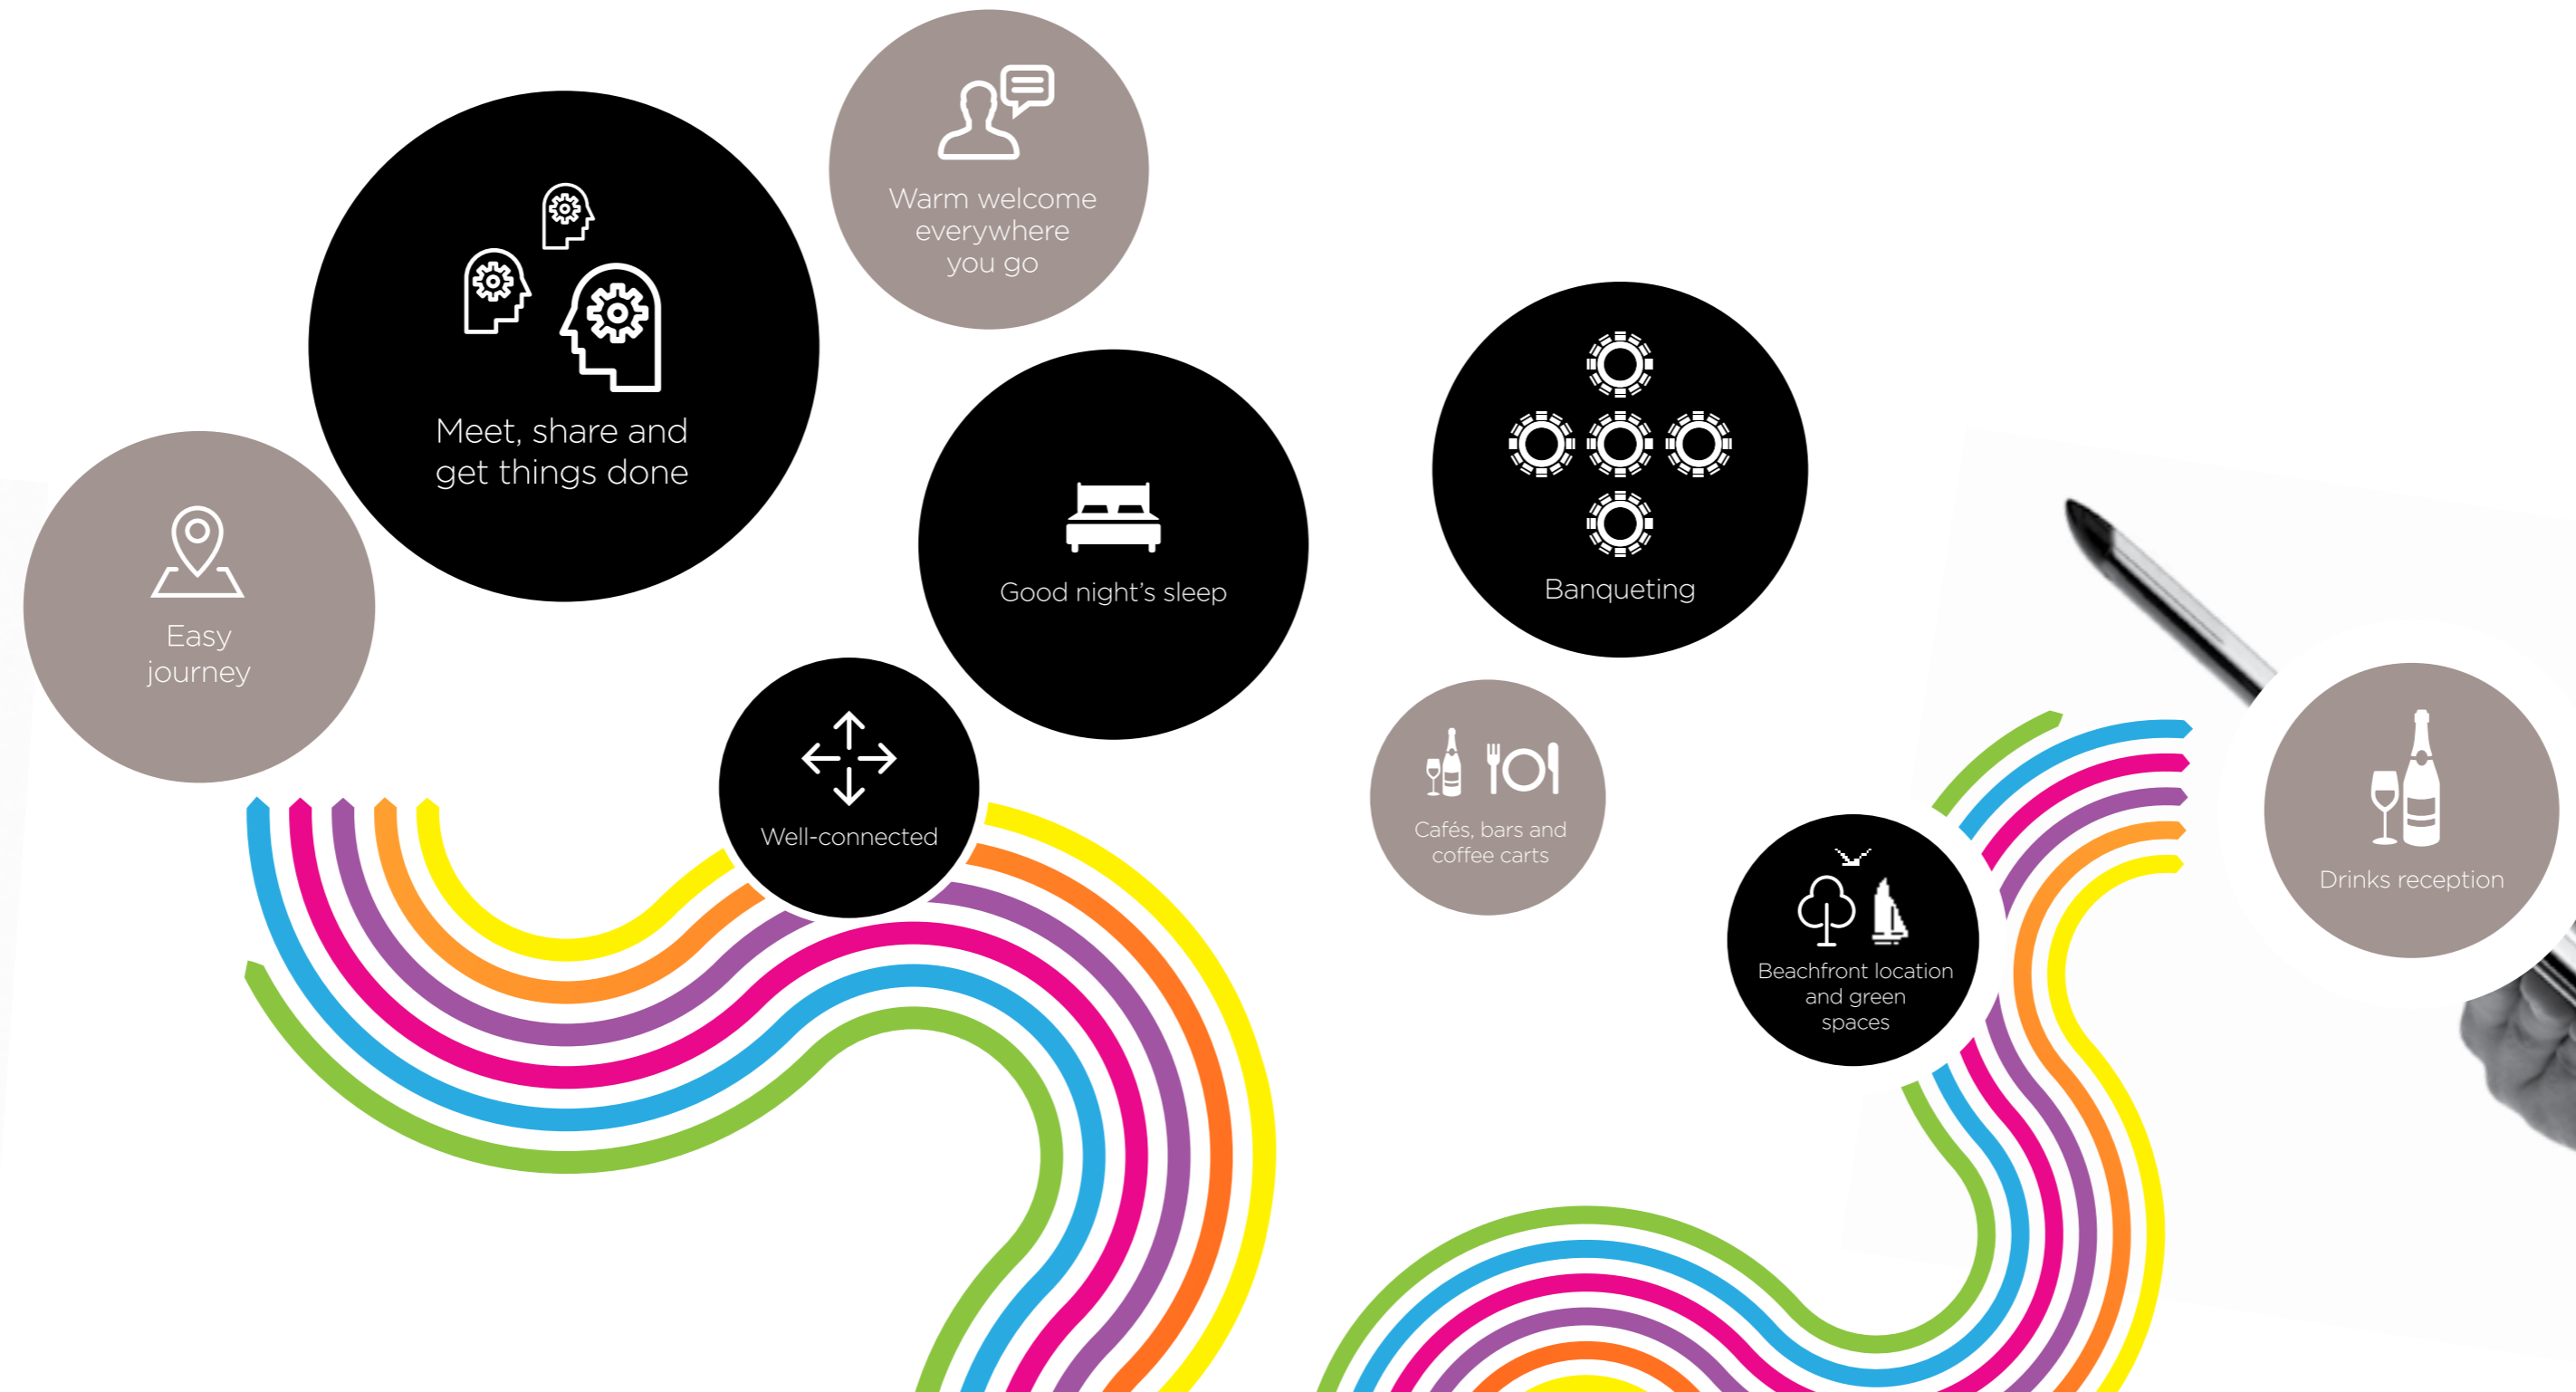 Warm welcome
everywhere
you go
Meet, share and
get things done
Easy
journey
Good night's sleep
Banqueting
Well-connected
Cafés, bars and
coffee carts
Drinks reception
Beachfront location
and green
spaces